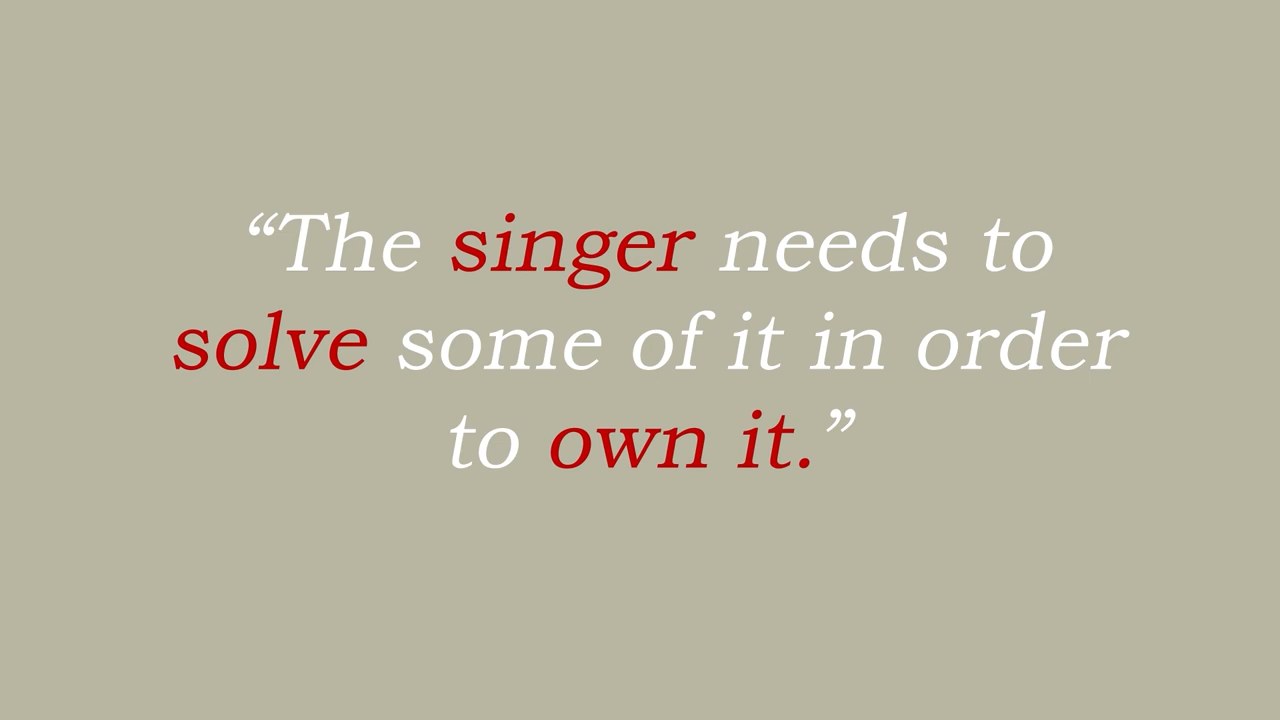 “The singer needs to
solve some of it in order
to own it.”